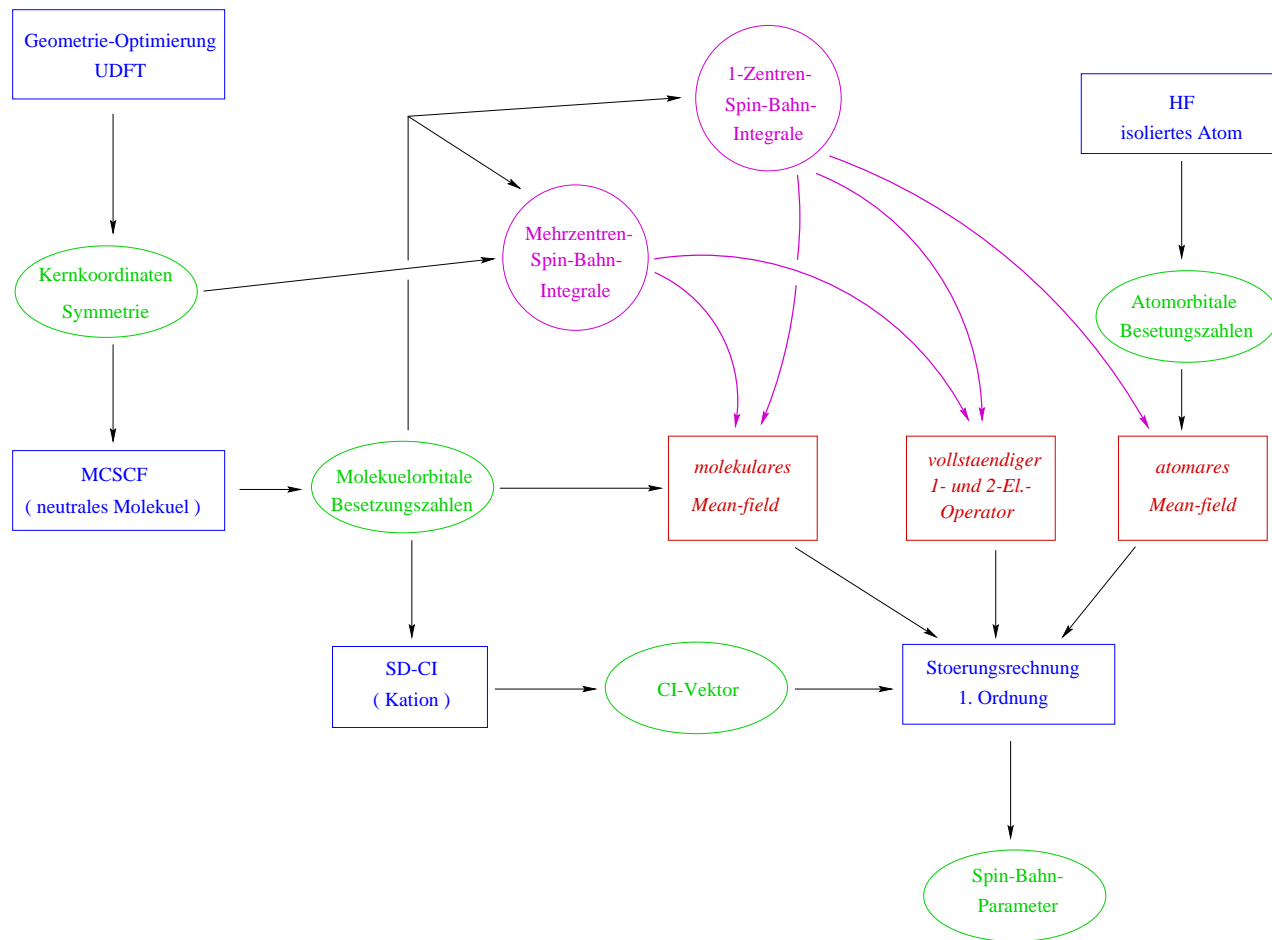 Geometrie-Optimierung
UDFT
1-Zentren-
Spin-Bahn-
Integrale
HF
isoliertes Atom
Mehrzentren-
Spin-Bahn-
Integrale
Kernkoordinaten
Symmetrie
Atomorbitale
Besetungszahlen
MCSCF
( neutrales Molekuel )
Molekuelorbitale
Besetzungszahlen
molekulares
Mean-field
vollstaendiger
1- und 2-El.-
Operator
atomares
Mean-field
SD-CI
( Kation )
CI-Vektor
Stoerungsrechnung
1. Ordnung
Spin-Bahn-
Parameter